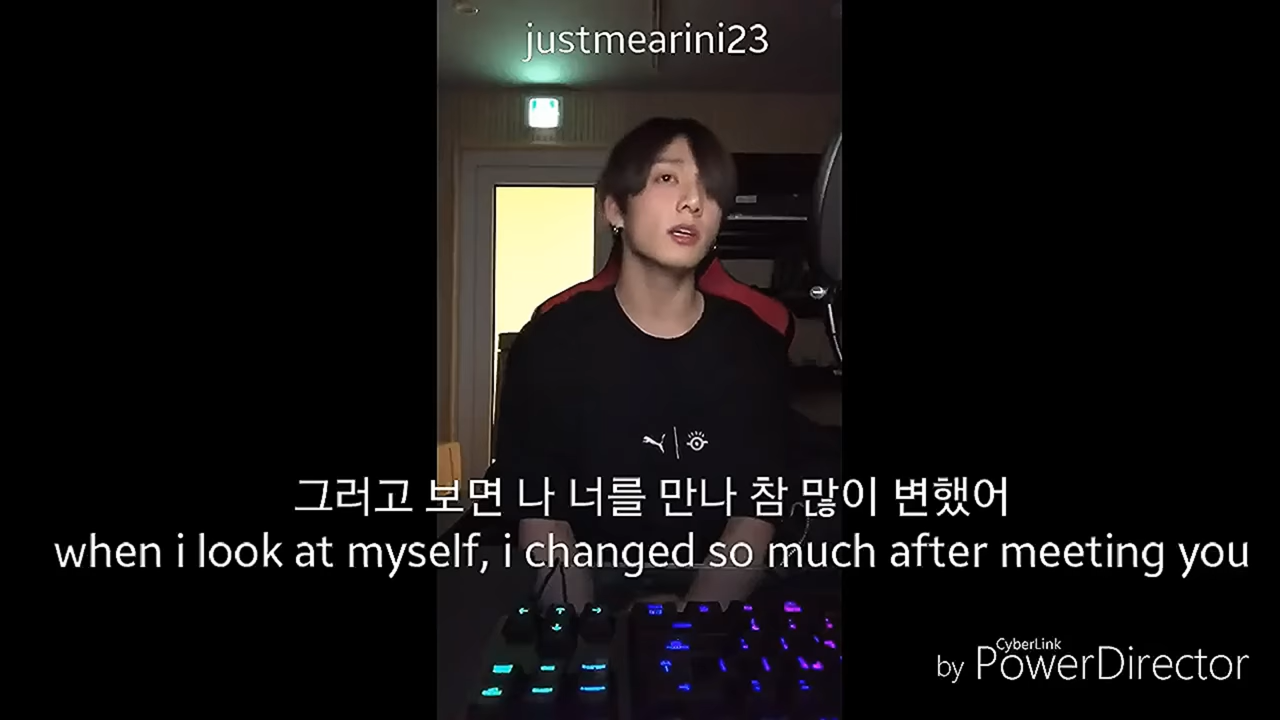 justmearini23
그러고 보면 나 너를 만나 참 많이 변했어
when i look at myself, i changed so much after meeting you
CyberLink
by PowerDirector